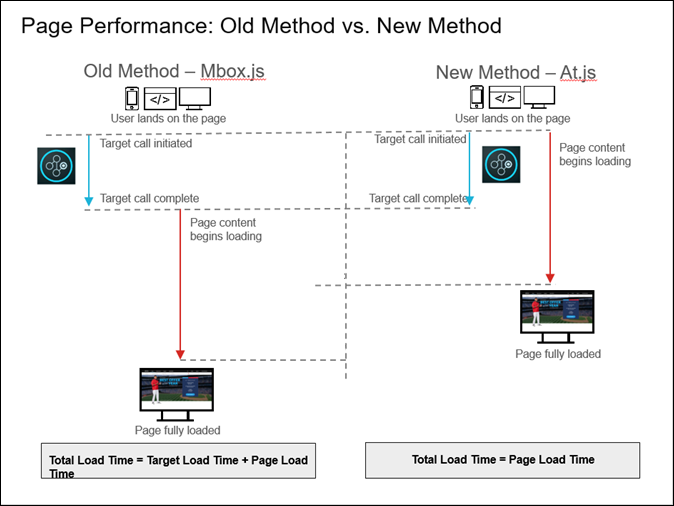 Page Performance: Old Method vs. New Method
Old Method – Mbox.js
</>
User lands on the page
Target call initiated
Target call complete
Page content
begins loading
Page fully loaded
Total Load Time = Target Load Time + Page Load
Time
New Method – At.js
</>
User lands on the page
Target call initiated
Page content
begins loading
Target call complete
Page fully loaded
Total Load Time = Page Load Time